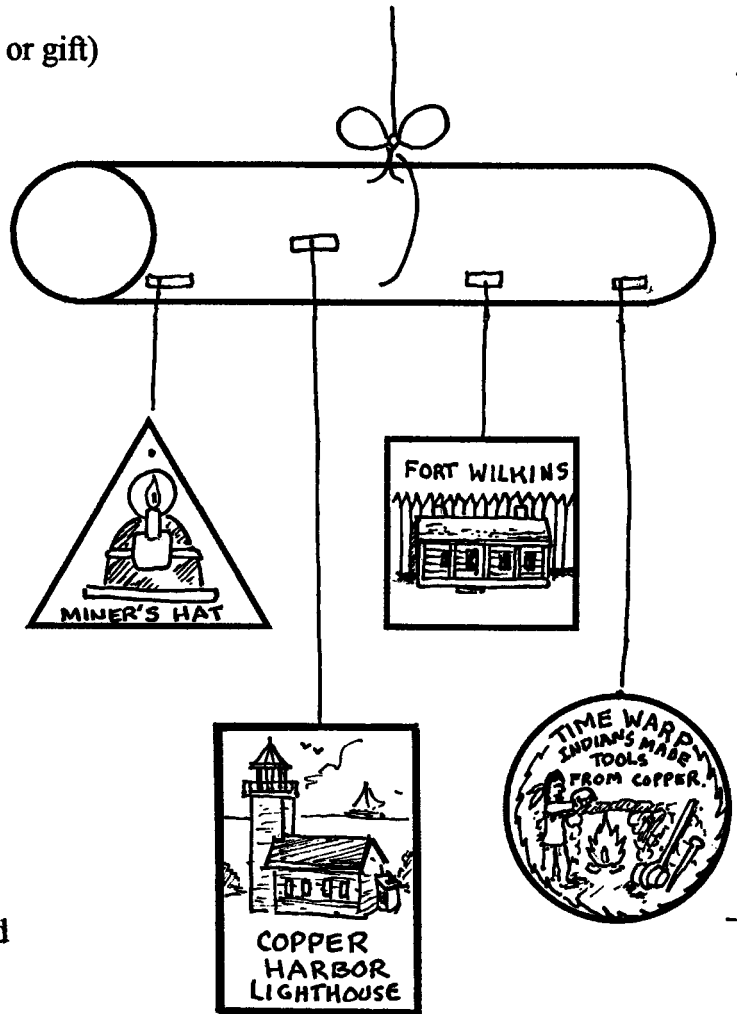 or gift)
FORT WILKINS
MINER'S HAT
TIME WARP
INDIANS MADE
TOOLS
FROM COPPER.
d
COPPER
HARBOR
LIGHTHOUSE